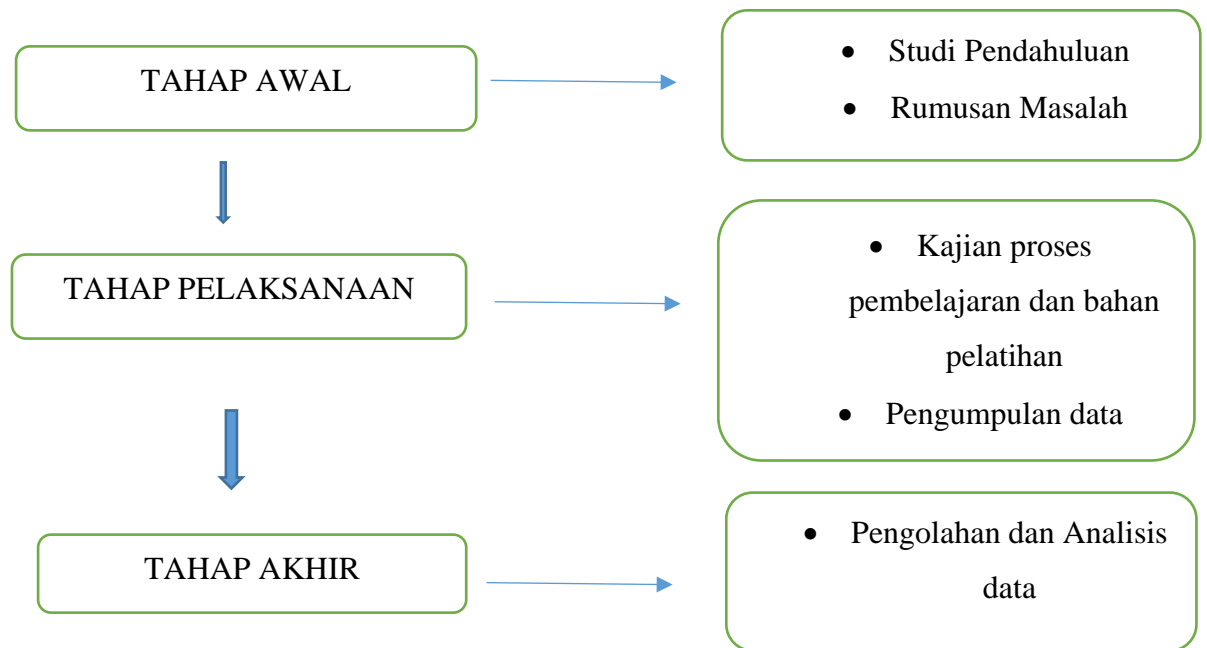 TAHAP AWAL
• Studi Pendahuluan
• Rumusan Masalah
TAHAP PELAKSANAAN
• Kajian proses
pembelajaran dan bahan
pelatihan
• Pengumpulan data
TAHAP AKHIR
• Pengolahan dan Analisis
data